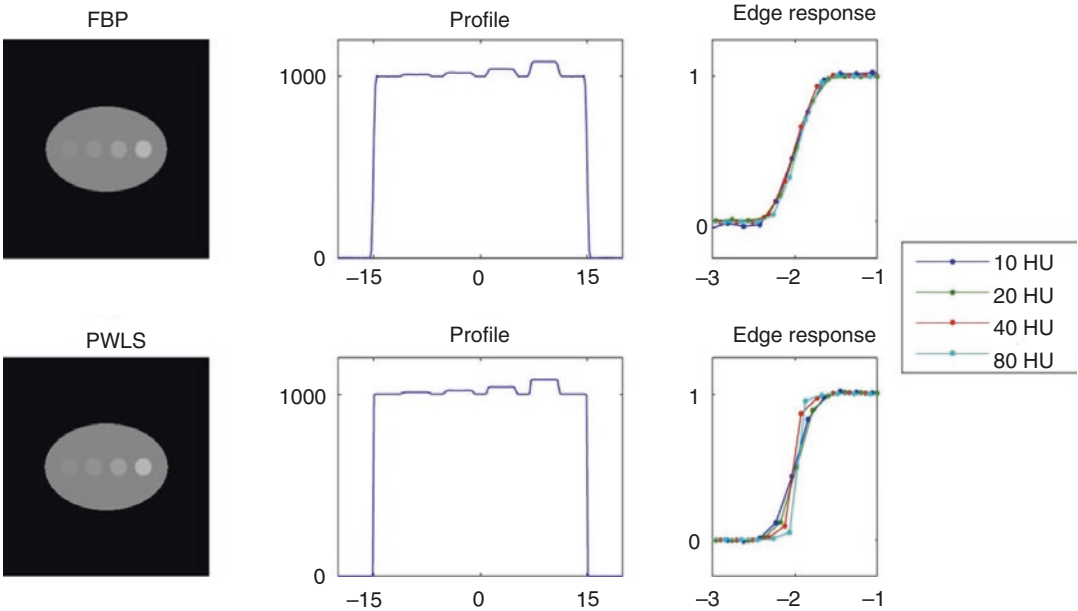 FBP
Profile
Edge response
1000
0
–15
0
15
1
0
–3
–2
–1
10 HU
20 HU
40 HU
80 HU
PWLS
Profile
Edge response
1000
0
–15
0
15
1
0
–3
–2
–1